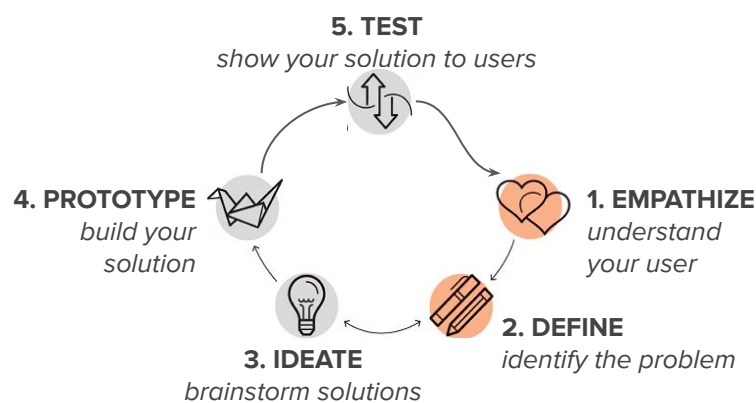 5. TEST
show your solution to users
1. EMPATHIZE
understand
your user
2. DEFINE
identify the problem
3. IDEATE
brainstorm solutions
4. PROTOTYPE
build your
solution